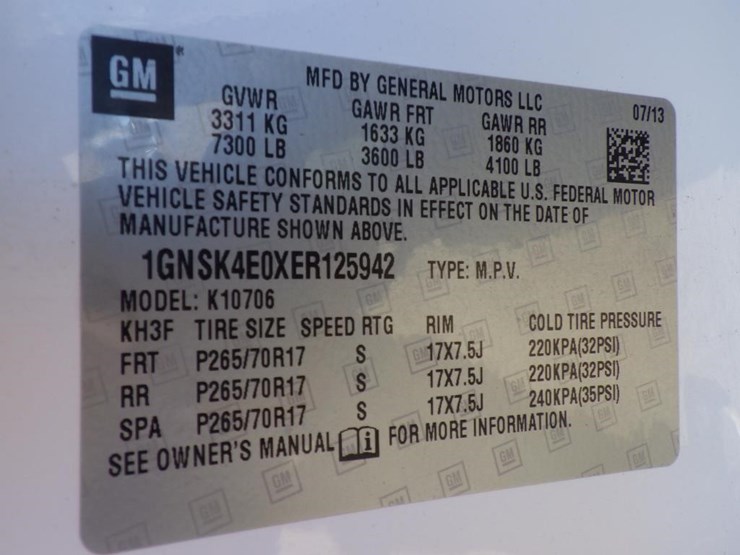 GM
MFD BY GENERAL MOTORS LLC 07/13
GVWR GAWR FRT GAWR RR
3311 KG 1633 KG 1860 KG
7300 LB 3600 LB 4100 LB
THIS VEHICLE CONFORMS TO ALL APPLICABLE U.S. FEDERAL MOTOR
VEHICLE SAFETY STANDARDS IN EFFECT ON THE DATE OF
MANUFACTURE SHOWN ABOVE.
1GNSK4E0XER125942 TYPE: M.P.V.
MODEL: K10706
KH3F TIRE SIZE SPEED RTG RIM COLD TIRE PRESSURE
FRT P265/70R17 S 17X7.5J 220KPA(32PSI)
RR P265/70R17 S 17X7.5J 220KPA(32PSI)
SPA P265/70R17 S 17X7.5J 240KPA(35PSI)
SEE OWNER'S MANUAL i FOR MORE INFORMATION.